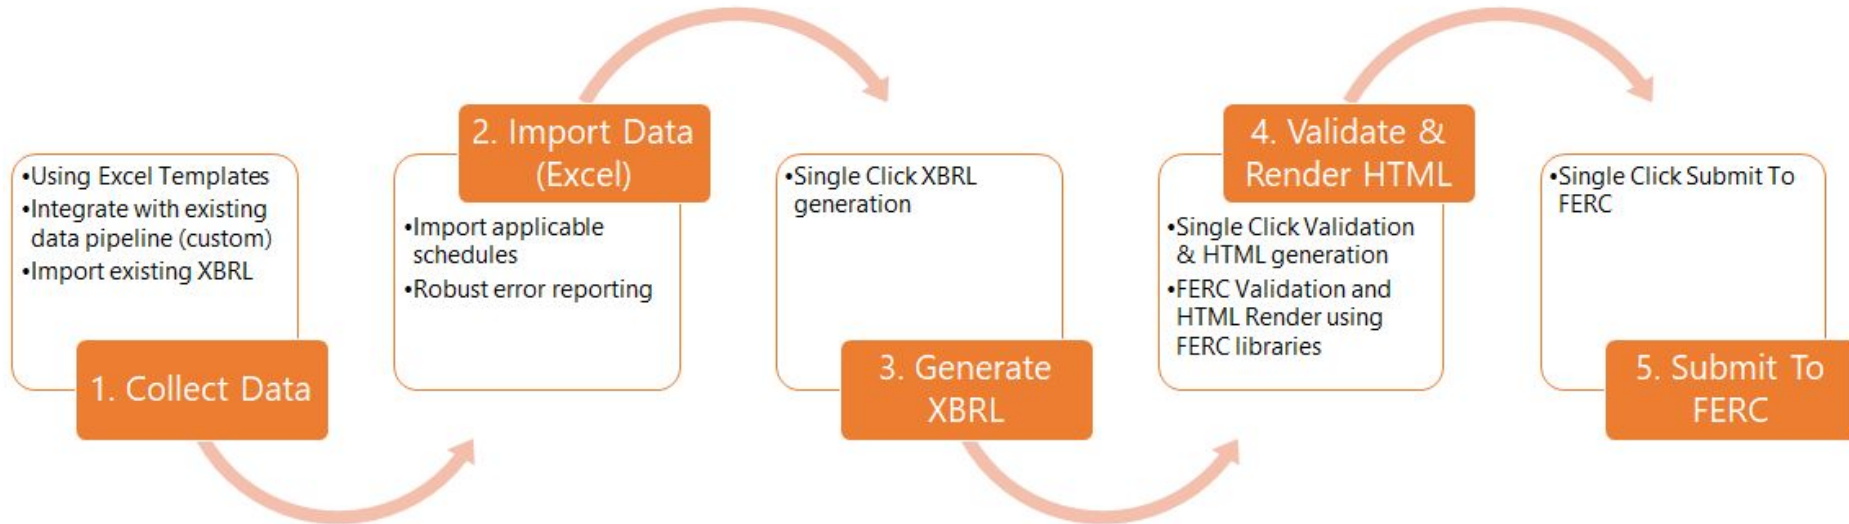 •Using Excel Templates
•Integrate with existing
data pipeline (custom)
•Import existing XBRL
1. Collect Data
2. Import Data
(Excel)
•Import applicable
schedules
•Robust error reporting
•Single Click XBRL
generation
3. Generate
XBRL
4. Validate &
Render HTML
•Single Click Validation
& HTML generation
•FERC Validation and
HTML Render using
FERC libraries
•Single Click Submit To
FERC
5. Submit To
FERC